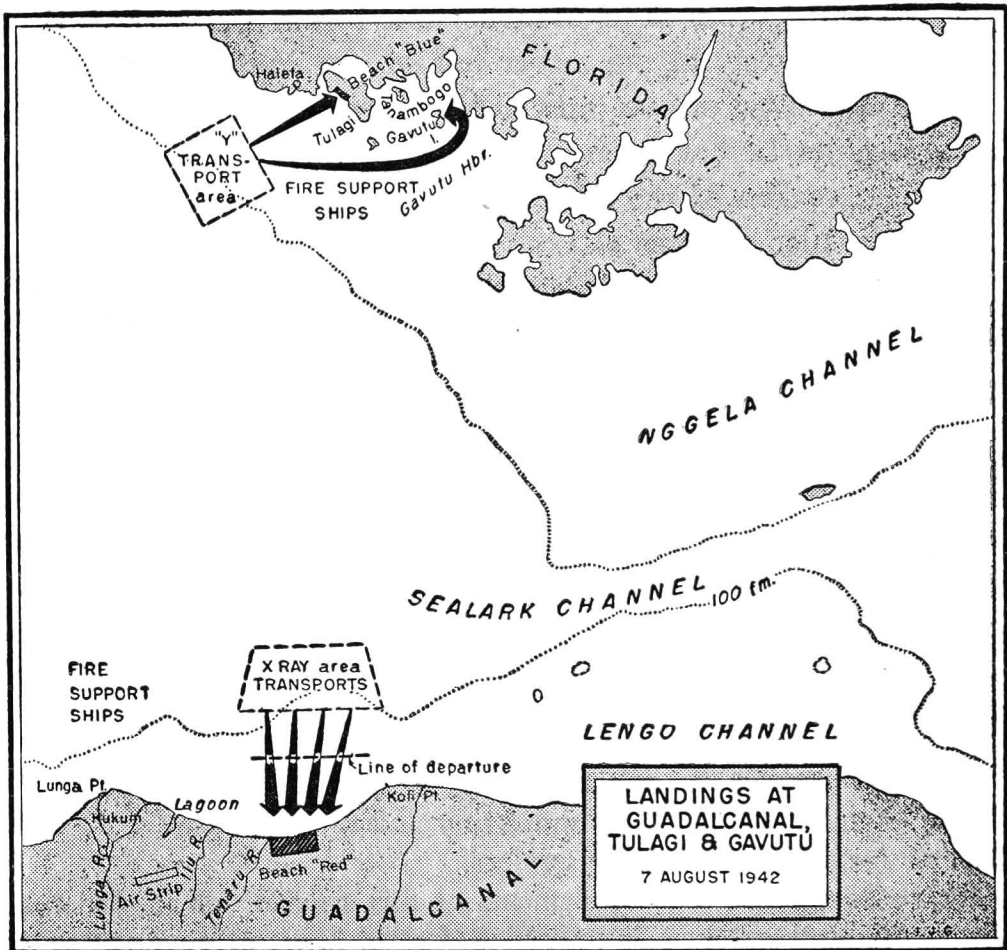 FLORIDA
Haleta
Beach "Blue"
Tanambogo
Tulagi
Gavutu
I.
"Y"
TRANS-
PORT
area
FIRE SUPPORT
SHIPS
Gavutu Hbr.
NGGELA CHANNEL
SEALARK CHANNEL
100 fm.
FIRE
SUPPORT
SHIPS
X RAY area
TRANSPORTS
LENGO CHANNEL
Line of departure
Lunga Pt.
Kukum
Lagoon
Koli Pt.
Lunga R.
Air Strip
Ilu R.
Tenaru R.
Beach "Red"
GUADALCANAL
LANDINGS AT
GUADALCANAL,
TULAGI & GAVUTU
7 AUGUST 1942